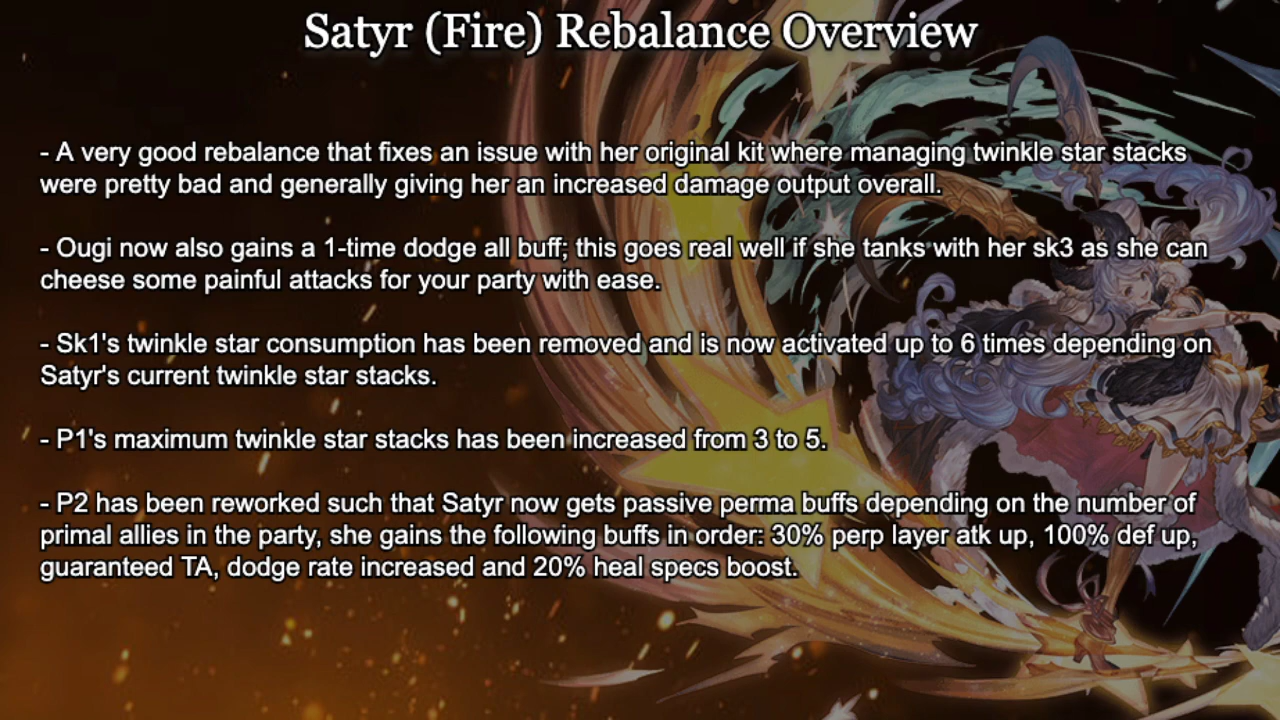 Satyr (Fire) Rebalance Overview
- A very good rebalance that fixes an issue with her original kit where managing twinkle star stacks
were pretty bad and generally giving her an increased damage output overall.
- Ougi now also gains a 1-time dodge all buff; this goes real well if she tanks with her sk3 as she can
cheese some painful attacks for your party with ease.
- Sk1's twinkle star consumption has been removed and is now activated up to 6 times depending on
Satyr's current twinkle star stacks.
- P1's maximum twinkle star stacks has been increased from 3 to 5.
- P2 has been reworked such that Satyr now gets passive perma buffs depending on the number of
primal allies in the party, she gains the following buffs in order: 30% perp layer atk up, 100% def up,
guaranteed TA, dodge rate increased and 20% heal specs boost.